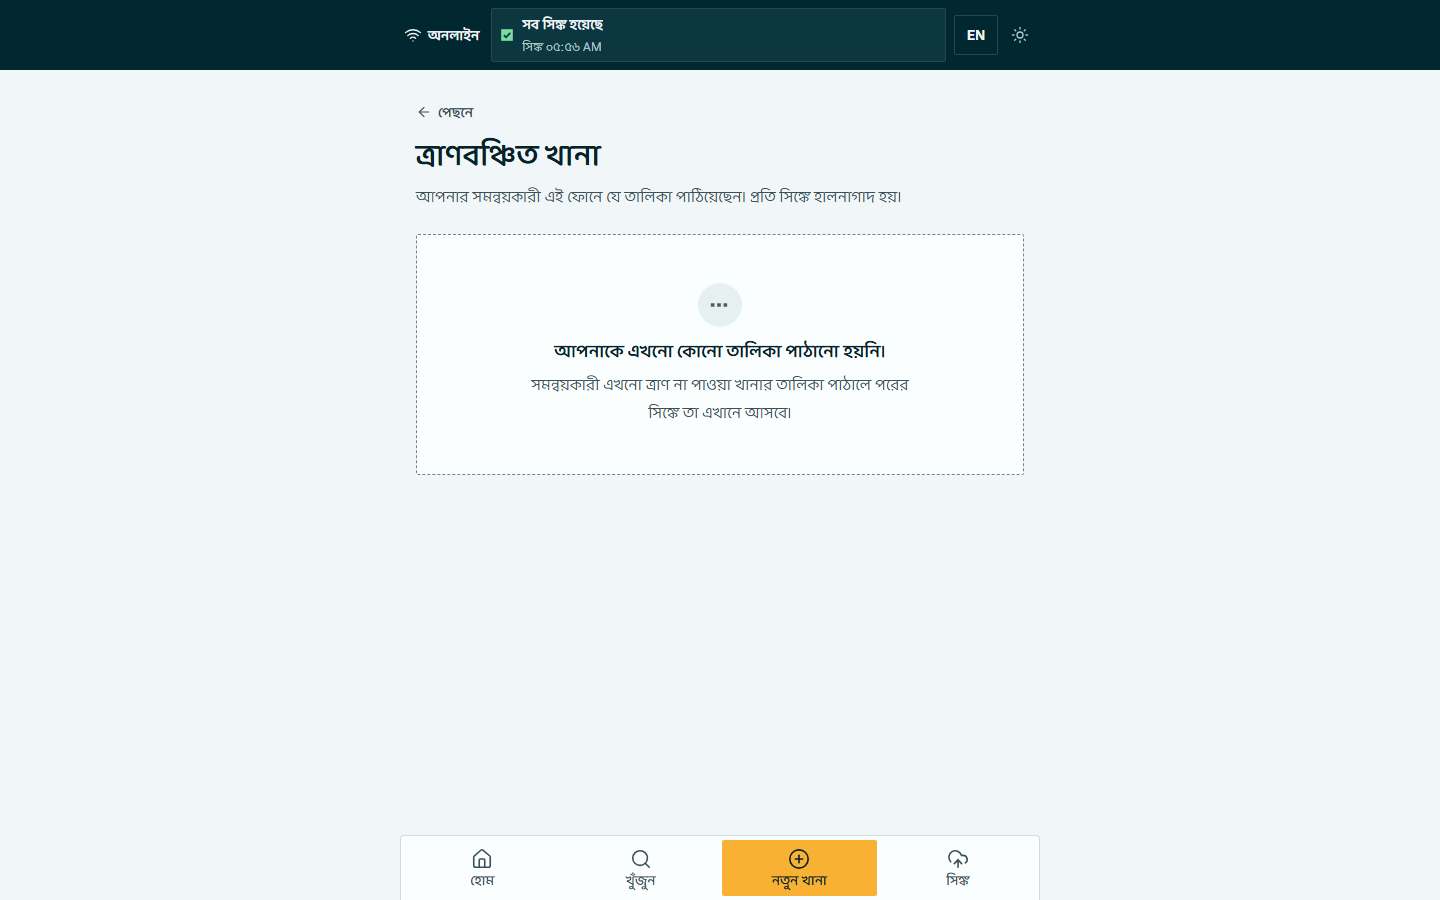 অনলাইন
সব সিঙ্ক হয়েছে
সিঙ্ক ০৫:৫৬ AM
EN
পেছনে
ত্রাণবঞ্চিত খানা
আপনার সমন্বয়কারী এই ফোনে যে তালিকা পাঠিয়েছেন। প্রতি সিঙ্কে হালনাগাদ হয়।
আপনাকে এখনো কোনো তালিকা পাঠানো হয়নি।
সমন্বয়কারী এখনো ত্রাণ না পাওয়া খানার তালিকা পাঠালে পরের
সিঙ্কে তা এখানে আসবে।
হোম
খুঁজুন
নতুন খানা
সিঙ্ক